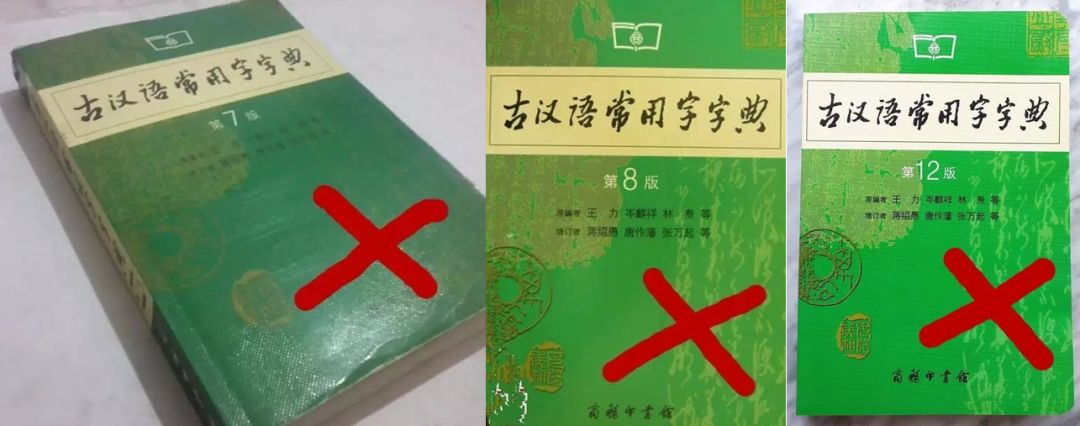 古汉语常用字字典
第7版
古汉语常用字字典
第8版
原编者 王力 岑麒祥 林焘 等
增订者 蒋绍愚 唐作藩 张万起 等
商务印书馆
古汉语常用字字典
第12版
原编者 王力 岑麒祥 林焘 等
增订者 蒋绍愚 唐作藩 张万起 等
商务印书馆